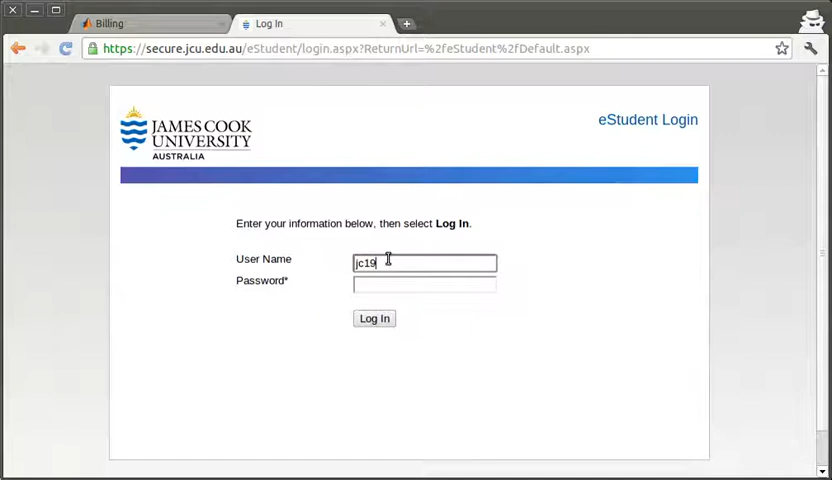 Billing
Log In
https://secure.jcu.edu.au/eStudent/login.aspx?ReturnUrl=%2feStudent%2fDefault.aspx
JAMES COOK
UNIVERSITY
AUSTRALIA
eStudent Login
Enter your information below, then select Log In.
User Name
jc19
Password*
Log In